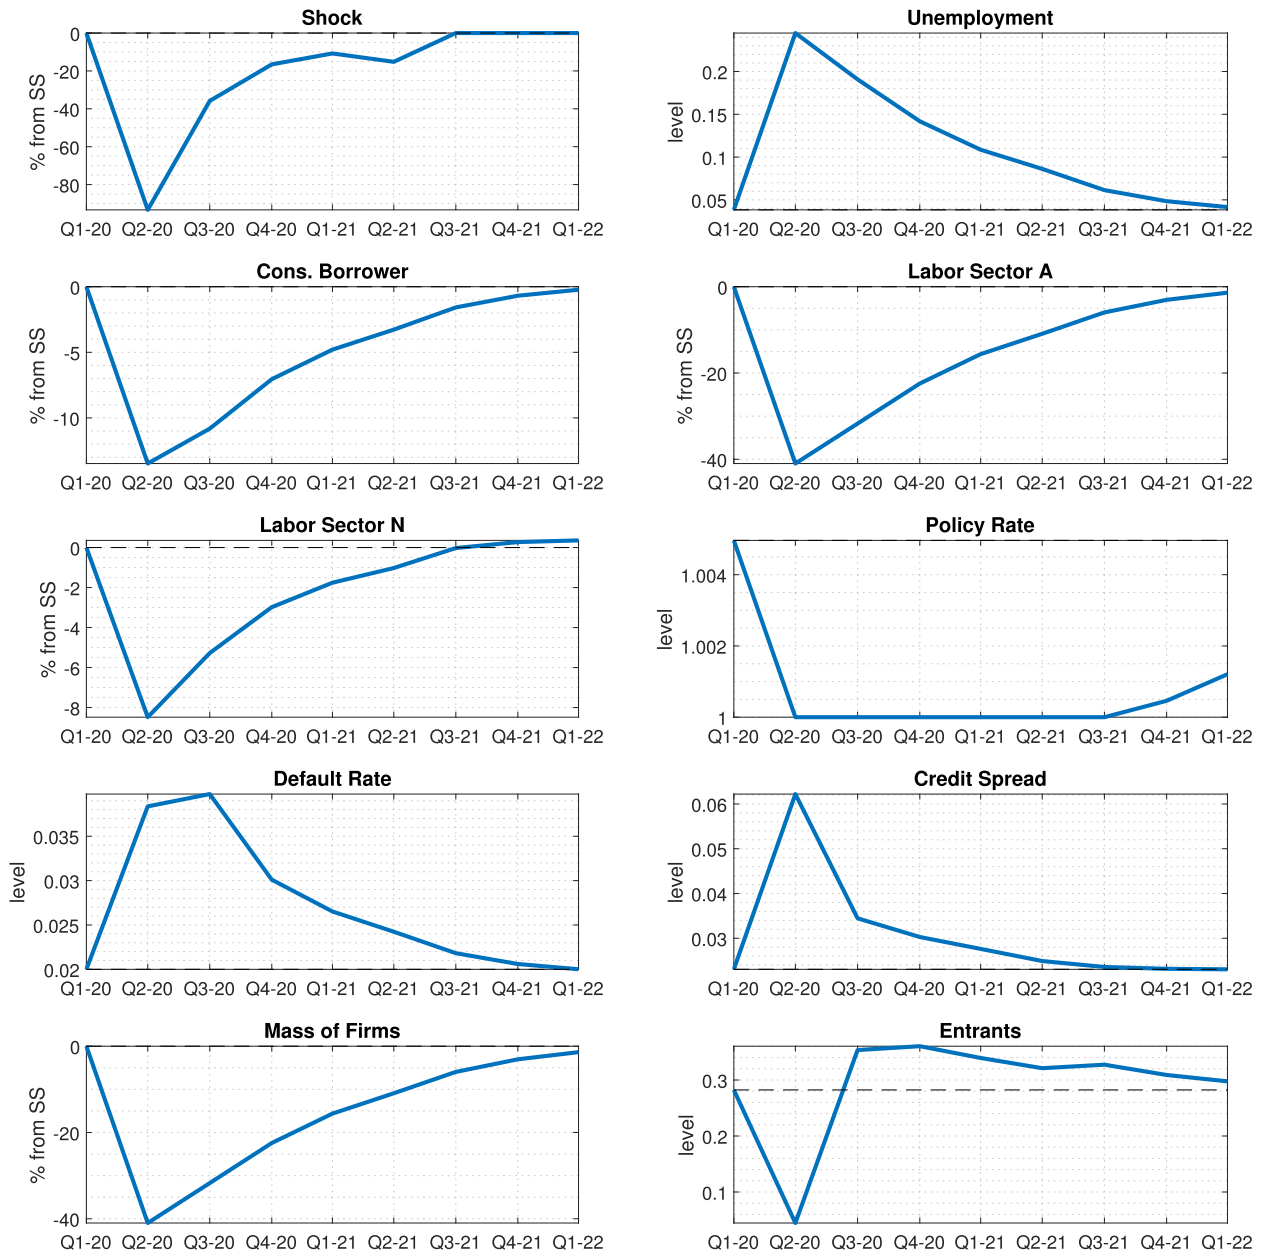 Shock
% from SS
0
-20
-40
-60
-80
Q1-20 Q2-20 Q3-20 Q4-20 Q1-21 Q2-21 Q3-21 Q4-21 Q1-22
Unemployment
level
0.2
0.15
0.1
0.05
Q1-20 Q2-20 Q3-20 Q4-20 Q1-21 Q2-21 Q3-21 Q4-21 Q1-22
Cons. Borrower
% from SS
0
-5
-10
Q1-20 Q2-20 Q3-20 Q4-20 Q1-21 Q2-21 Q3-21 Q4-21 Q1-22
Labor Sector A
% from SS
0
-20
-40
Q1-20 Q2-20 Q3-20 Q4-20 Q1-21 Q2-21 Q3-21 Q4-21 Q1-22
Labor Sector N
% from SS
0
-2
-4
-6
-8
Q1-20 Q2-20 Q3-20 Q4-20 Q1-21 Q2-21 Q3-21 Q4-21 Q1-22
Policy Rate
level
1.004
1.002
1
Q1-20 Q2-20 Q3-20 Q4-20 Q1-21 Q2-21 Q3-21 Q4-21 Q1-22
Default Rate
level
0.035
0.03
0.025
0.02
Q1-20 Q2-20 Q3-20 Q4-20 Q1-21 Q2-21 Q3-21 Q4-21 Q1-22
Credit Spread
level
0.06
0.05
0.04
0.03
Q1-20 Q2-20 Q3-20 Q4-20 Q1-21 Q2-21 Q3-21 Q4-21 Q1-22
Mass of Firms
% from SS
0
-20
-40
Q1-20 Q2-20 Q3-20 Q4-20 Q1-21 Q2-21 Q3-21 Q4-21 Q1-22
Entrants
level
0.3
0.2
0.1
Q1-20 Q2-20 Q3-20 Q4-20 Q1-21 Q2-21 Q3-21 Q4-21 Q1-22